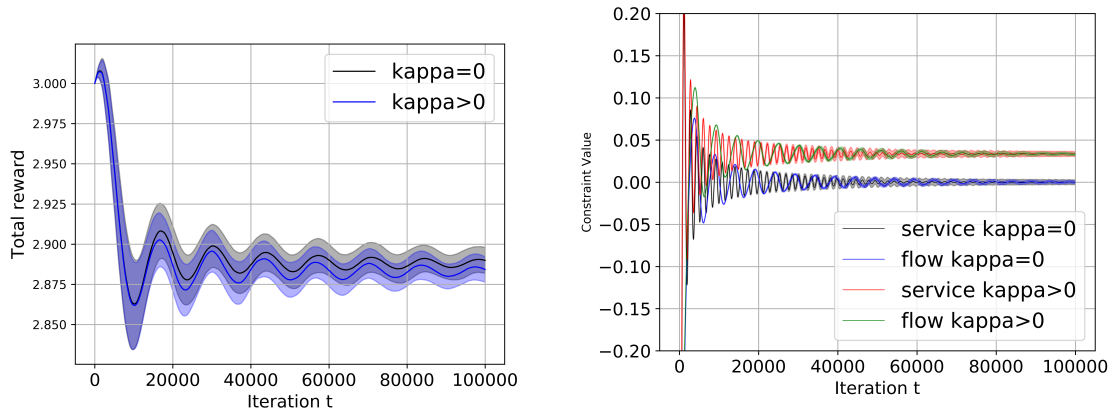 Total reward
3.000
2.975
2.950
2.925
2.900
2.875
2.850
kappa=0
kappa>0
0 20000 40000 60000 80000 100000
Iteration t
Constraint Value
0.20
0.15
0.10
0.05
0.00
−0.05
−0.10
−0.15
−0.20
service kappa=0
flow kappa=0
service kappa>0
flow kappa>0
0 20000 40000 60000 80000 100000
Iteration t